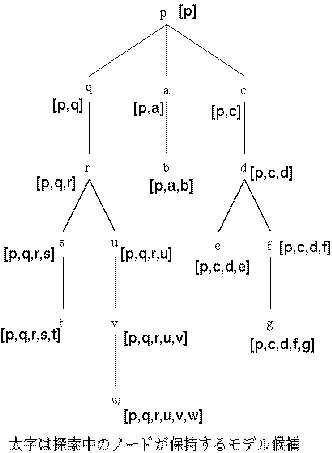 p [p]
q a c
[p,q] [p,a] [p,c]
r b d [p,c,d]
[p,q,r] [p,a,b]
s u e f [p,c,d,f]
[p,q,r,s] [p,q,r,u] [p,c,d,e]
t v g
[p,q,r,s,t] [p,q,r,u,v] [p,c,d,f,g]
w
[p,q,r,u,v,w]
太字は探索中のノードが保持するモデル候補